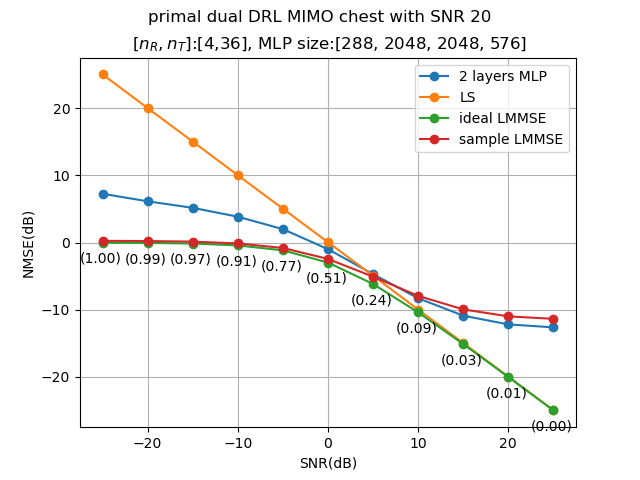 primal dual DRL MIMO chest with SNR 20
[n_R, n_T]:[4,36], MLP size:[288, 2048, 2048, 576]
2 layers MLP
LS
ideal LMMSE
sample LMMSE
NMSE(dB)
20
10
0
−10
−20
(1.00) (0.99) (0.97) (0.91) (0.77) (0.51) (0.24) (0.09) (0.03) (0.01) (0.00)
−20 −10 0 10 20
SNR(dB)